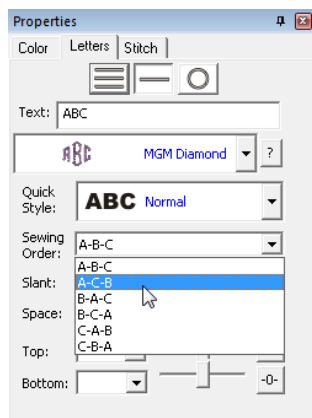 Properties
Color Letters Stitch
Text: ABC
ABC MGM Diamond ?
Quick Style: ABC Normal
Sewing Order: A-B-C
A-B-C
Slant: A-C-B
B-A-C
Space: B-C-A
C-A-B
Top: C-B-A
Bottom: -0-